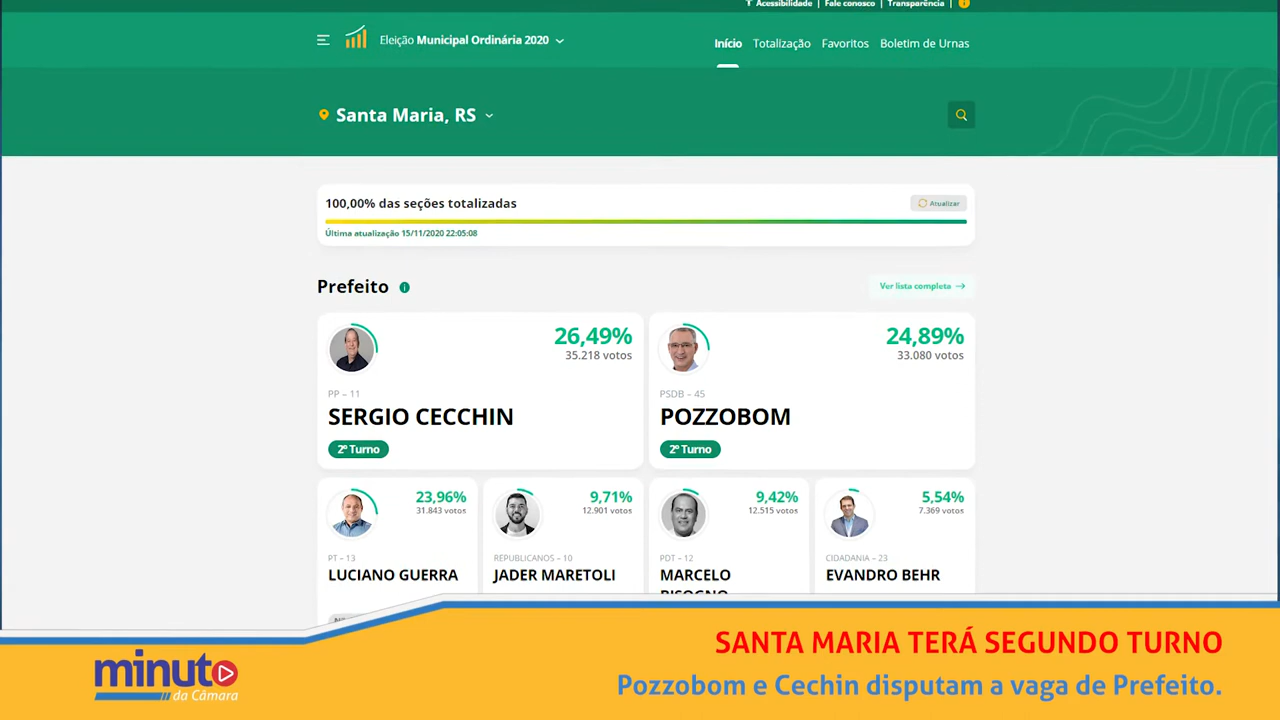 Acessibilidade | Fale conosco | Transparência |
Eleição Municipal Ordinária 2020
Início Totalização Favoritos Boletim de Urnas
Santa Maria, RS
100,00% das seções totalizadas
Atualizar
Última atualização 15/11/2020 22:05:08
Prefeito
Ver lista completa →
26,49%
35.218 votos
PP – 11
SERGIO CECCHIN
2º Turno
24,89%
33.080 votos
PSDB – 45
POZZOBOM
2º Turno
23,96%
31.843 votos
PT – 13
LUCIANO GUERRA
9,71%
12.901 votos
REPUBLICANOS – 10
JADER MARETOLI
9,42%
12.515 votos
PDT – 12
MARCELO
BISOGNO
5,54%
7.369 votos
CIDADANIA – 23
EVANDRO BEHR
SANTA MARIA TERÁ SEGUNDO TURNO
Pozzobom e Cechin disputam a vaga de Prefeito.
minuto
da Câmara